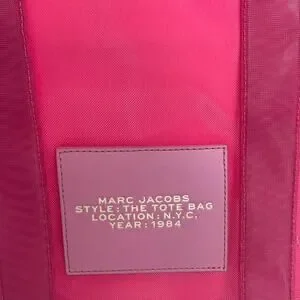 MARC JACOBS
STYLE: THE TOTE BAG
LOCATION: N.Y.C.
YEAR: 1984